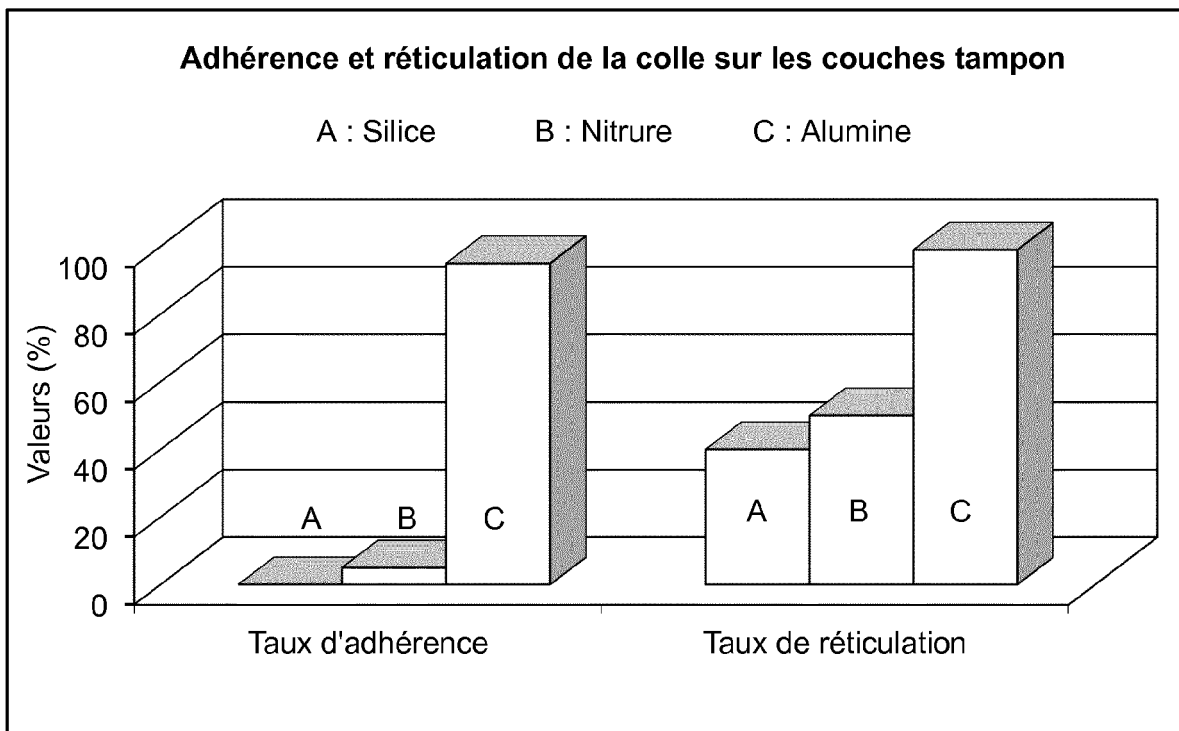 Adhérence et réticulation de la colle sur les couches tampon
A : Silice B : Nitrure C : Alumine
Valeurs (%)
100
80
60
40
20
0
A B C
A B C
Taux d'adhérence Taux de réticulation